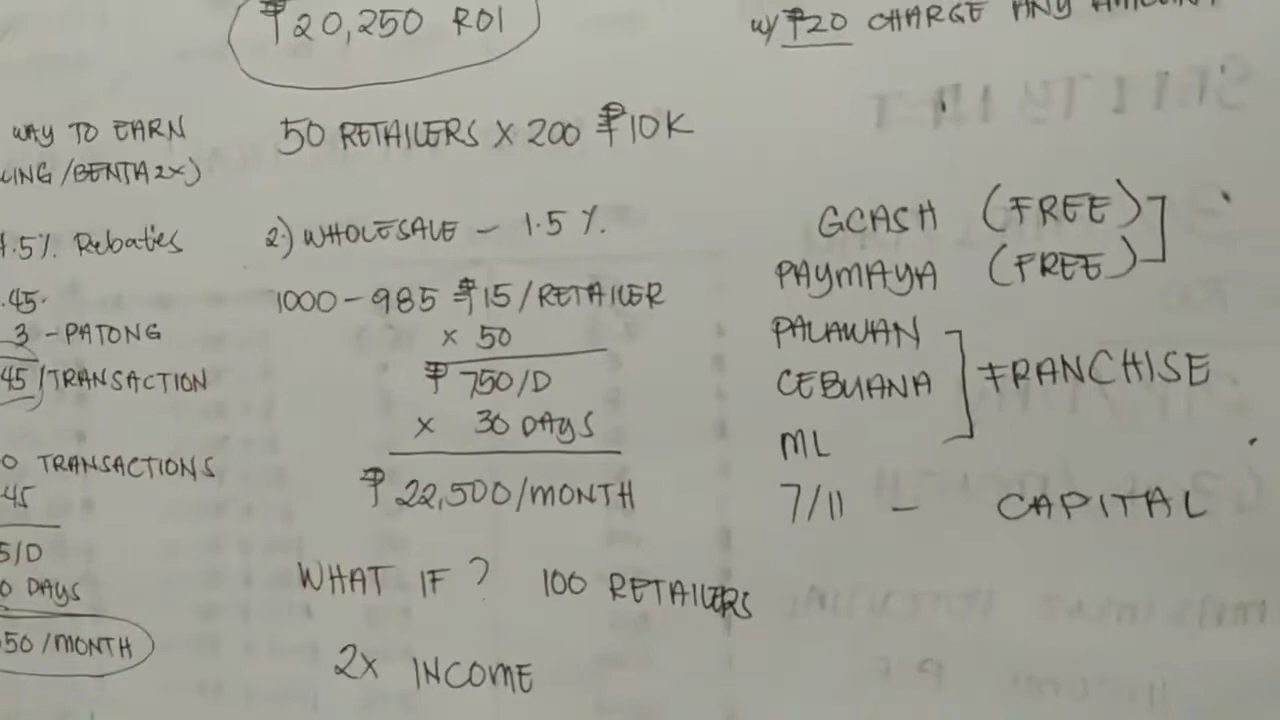 ₱20,250 ROI
50 RETAILERS X 200 ₱10K
2.) WHOLESALE - 1.5 %.
1000 - 985 ₱15/RETAILER
x 50
₱ 750/D
x 30 DAYS
₱22,500/MONTH
WHAT IF ? 100 RETAILERS
2X INCOME
WAY TO EARN
LING/BENTA 2X)
1.5% Rebates
.45
3 - PATONG
45/TRANSACTION
0 TRANSACTIONS
45
5/D
0 DAYS
50/MONTH
W/ ₱20 CHARGE ANY AMOUNT
GCASH (FREE)
PAYMAYA (FREE)
PALAWAN
CEBUANA FRANCHISE
ML
7/11 - CAPITAL